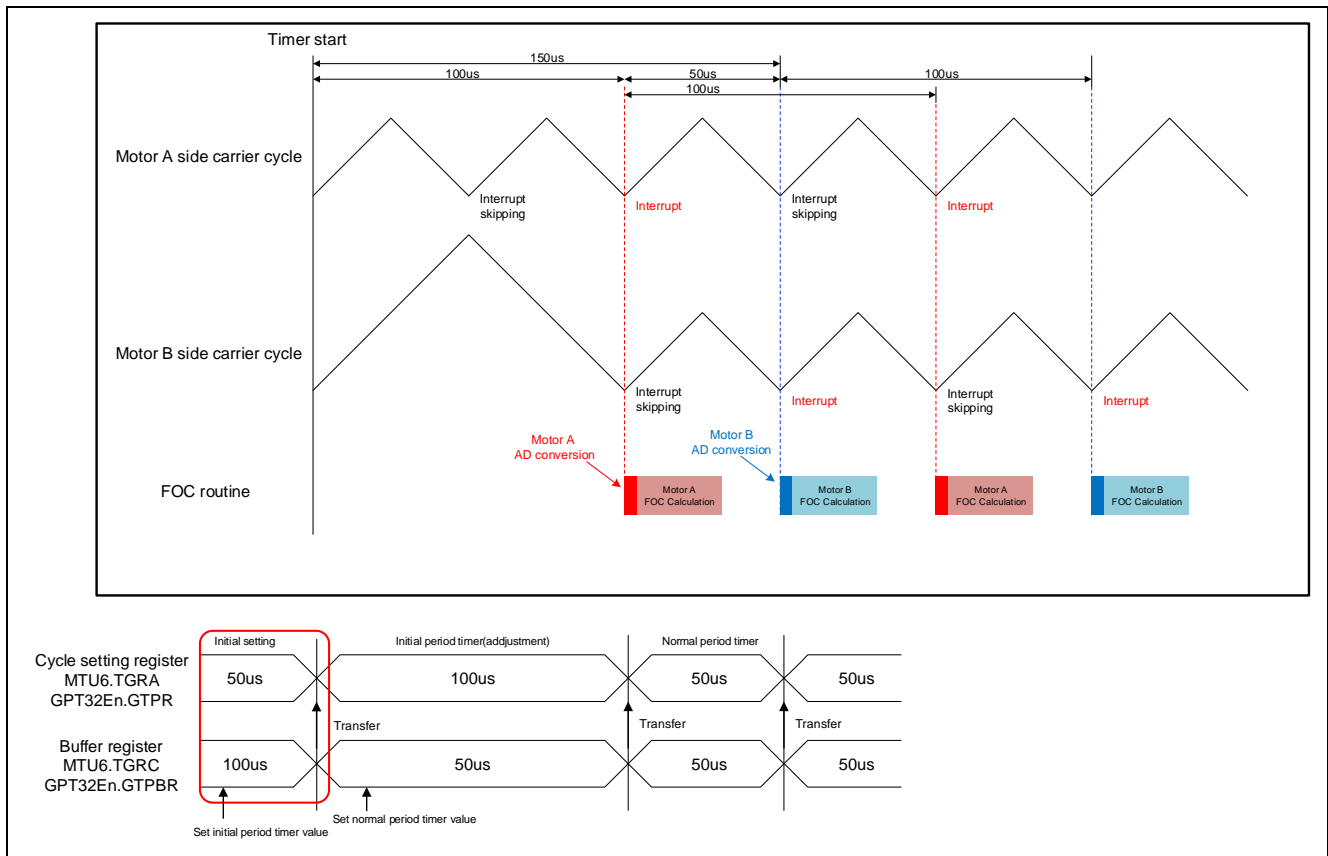 Timer start
150us
100us
50us
100us
100us
Motor A side carrier cycle
Interrupt
skipping
Interrupt
Interrupt
skipping
Interrupt
Motor B side carrier cycle
Interrupt
skipping
Interrupt
Interrupt
skipping
Interrupt
Motor A
AD conversion
Motor B
AD conversion
FOC routine
Motor A
FOC Calculation
Motor B
FOC Calculation
Motor A
FOC Calculation
Motor B
FOC Calculation
Initial setting
Initial period timer(addjustment)
Normal period timer
Cycle setting register
MTU6.TGRA
GPT32En.GTPR
50us
100us
50us
50us
Transfer
Transfer
Transfer
Buffer register
MTU6.TGRC
GPT32En.GTPBR
100us
50us
50us
50us
Set initial period timer value
Set normal period timer value